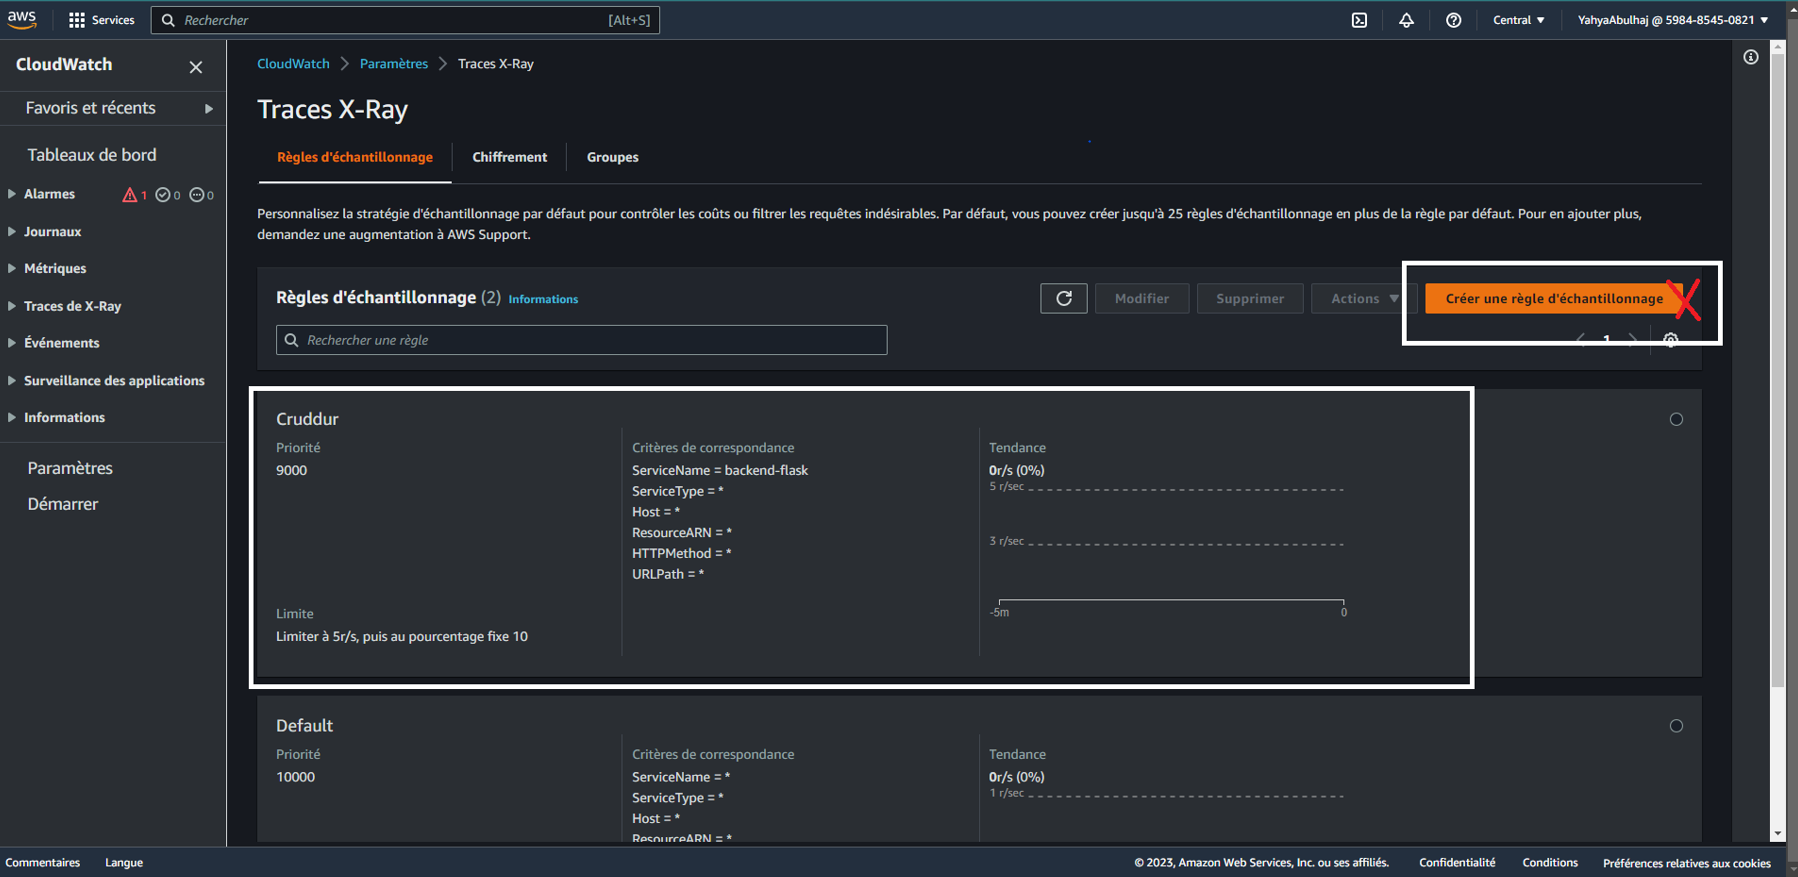 aws
Services
Rechercher
[Alt+S]
Central
YahyaAbulhaj @ 5984-8545-0821
CloudWatch
Favoris et récents
Tableaux de bord
Alarmes 1 0 0
Journaux
Métriques
Traces de X-Ray
Événements
Surveillance des applications
Informations
Paramètres
Démarrer
CloudWatch > Paramètres > Traces X-Ray
Traces X-Ray
Règles d'échantillonnage
Chiffrement
Groupes
Personnalisez la stratégie d'échantillonnage par défaut pour contrôler les coûts ou filtrer les requêtes indésirables. Par défaut, vous pouvez créer jusqu'à 25 règles d'échantillonnage en plus de la règle par défaut. Pour en ajouter plus,
demandez une augmentation à AWS Support.
Règles d'échantillonnage (2) Informations
Modifier
Supprimer
Actions
Créer une règle d'échantillonnage
Rechercher une règle
1
Cruddur
Priorité
9000
Limite
Limiter à 5r/s, puis au pourcentage fixe 10
Critères de correspondance
ServiceName = backend-flask
ServiceType = *
Host = *
ResourceARN = *
HTTPMethod = *
URLPath = *
Tendance
0r/s (0%)
5 r/sec
3 r/sec
-5m
0
Default
Priorité
10000
Critères de correspondance
ServiceName = *
ServiceType = *
Host = *
ResourceARN = *
Tendance
0r/s (0%)
1 r/sec
Commentaires
Langue
© 2023, Amazon Web Services, Inc. ou ses affiliés.
Confidentialité
Conditions
Préférences relatives aux cookies